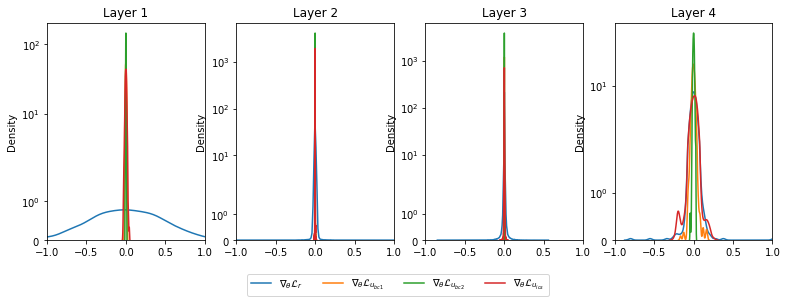 Layer 1 Layer 2 Layer 3 Layer 4
Density Density Density Density
10² 10¹ 10⁰ 0
10³ 10² 10¹ 10⁰ 0
10³ 10² 10¹ 10⁰ 0
10¹ 10⁰ 0
−1.0 −0.5 0.0 0.5 1.0 −1.0 −0.5 0.0 0.5 1.0 −1.0 −0.5 0.0 0.5 1.0 −1.0 −0.5 0.0 0.5 1.0
∇θℒr ∇θℒu_bc1 ∇θℒu_bc2 ∇θℒu_ics